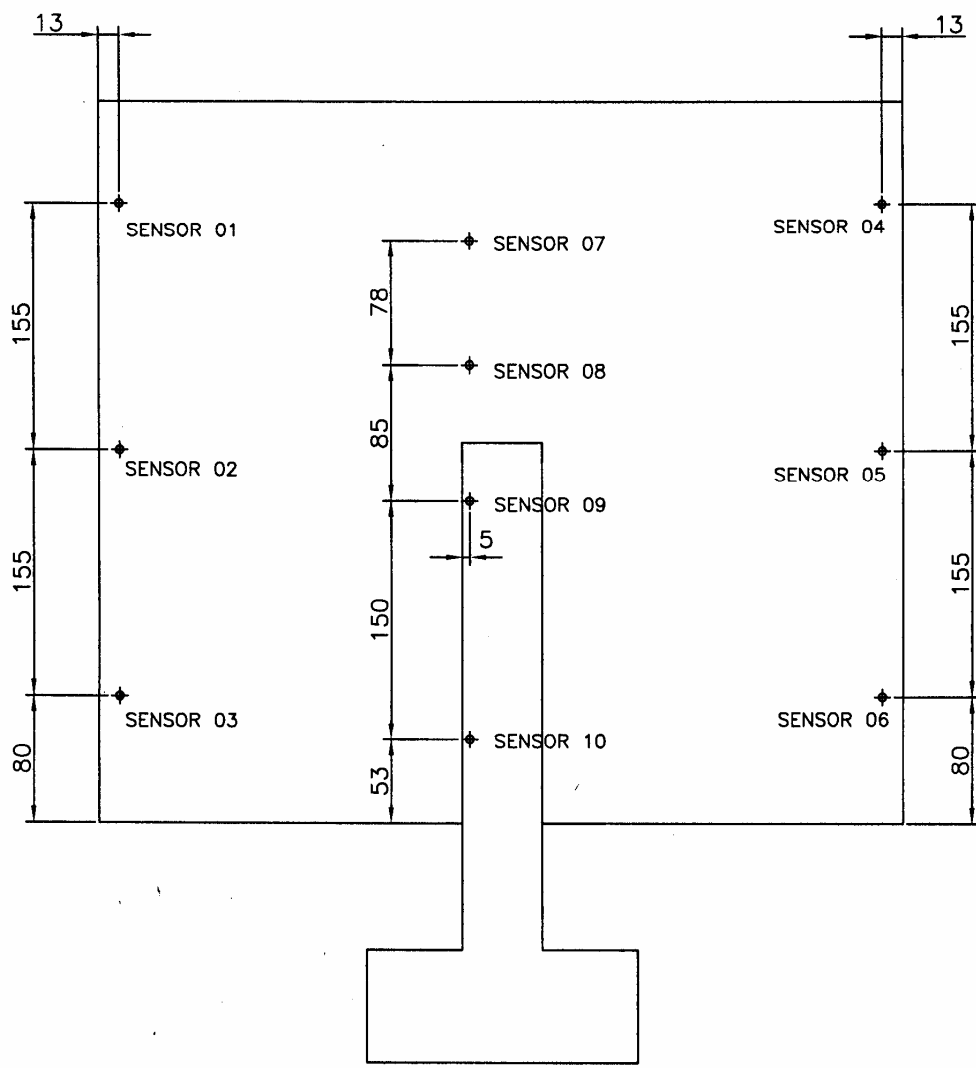 13
13
SENSOR 01
SENSOR 04
SENSOR 07
78
155
155
SENSOR 08
85
SENSOR 02
SENSOR 05
SENSOR 09
5
155
155
150
SENSOR 03
SENSOR 06
SENSOR 10
80
53
80